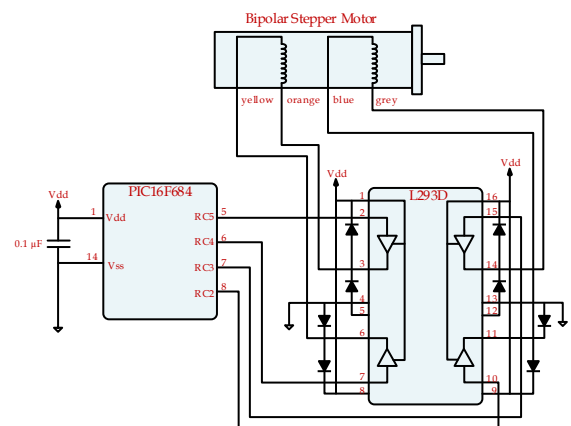 Bipolar Stepper Motor
yellow orange blue grey
Vdd
PIC16F684
Vdd
L293D
Vdd
1 Vdd
RC5 5
0.1 µF
RC4 6
14 Vss
RC3 7
RC2 8
1
2
3
4
5
6
7
8
16
15
14
13
12
11
10
9